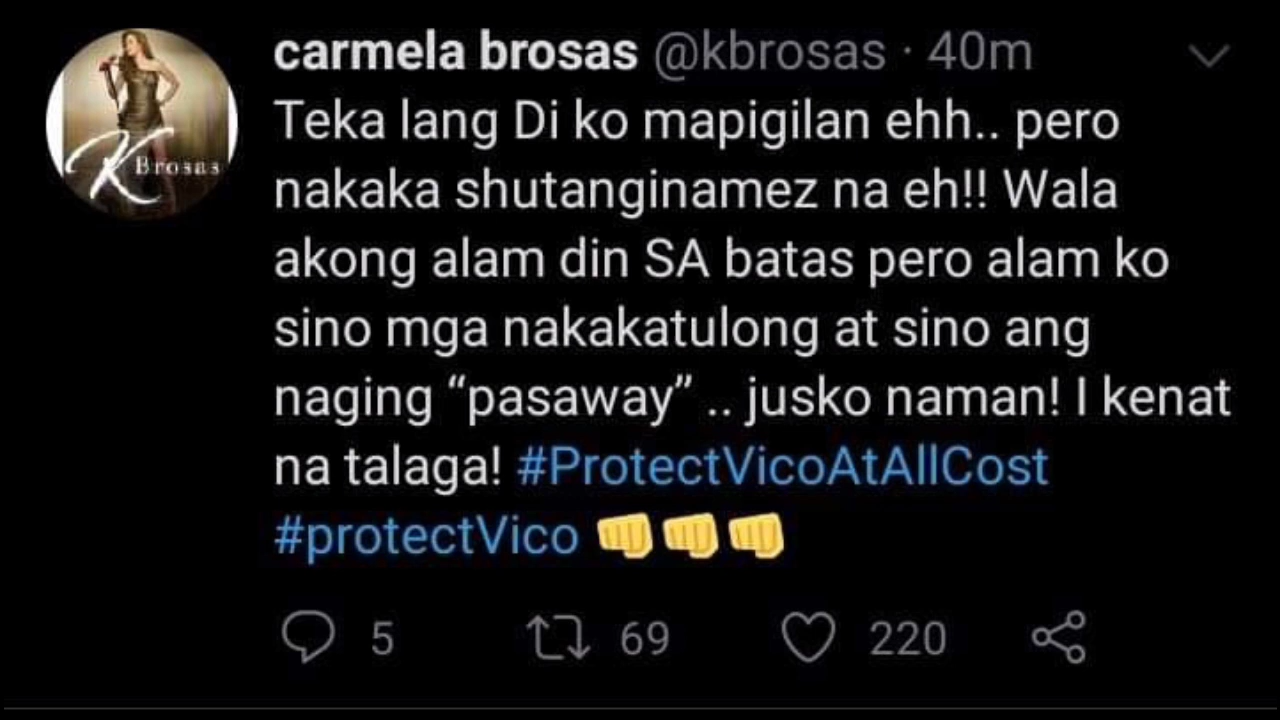 carmela brosas @kbrosas · 40m
Teka lang Di ko mapigilan ehh.. pero
nakaka shutanginamez na eh!! Wala
akong alam din SA batas pero alam ko
sino mga nakakatulong at sino ang
naging “pasaway” .. jusko naman! I kenat
na talaga! #ProtectVicoAtAllCost
#protectVico 👊👊👊
5 69 220
K Brosas